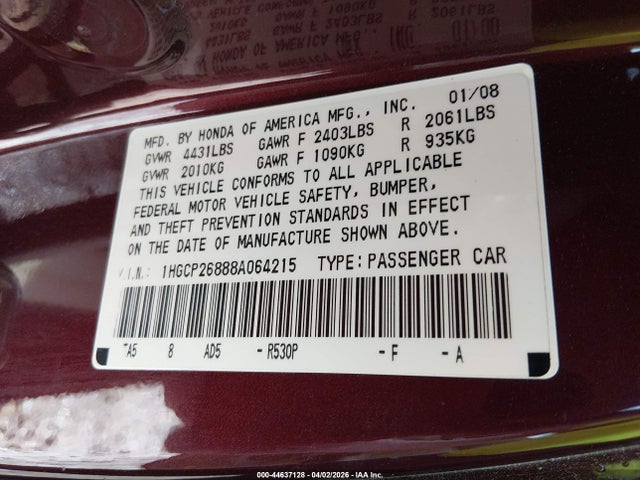 MFD. BY HONDA OF AMERICA MFG., INC. 01/08
GVWR 4431LBS GAWR F 2403LBS R 2061LBS
GVWR 2010KG GAWR F 1090KG R 935KG
THIS VEHICLE CONFORMS TO ALL APPLICABLE
FEDERAL MOTOR VEHICLE SAFETY, BUMPER,
AND THEFT PREVENTION STANDARDS IN EFFECT
ON THE DATE OF MANUFACTURE SHOWN ABOVE.
V.I.N.: 1HGCP26888A064215 TYPE:PASSENGER CAR
TA5 8 AD5 -R530P -F -A
000-44637128 - 04/02/2026 - IAA Inc.